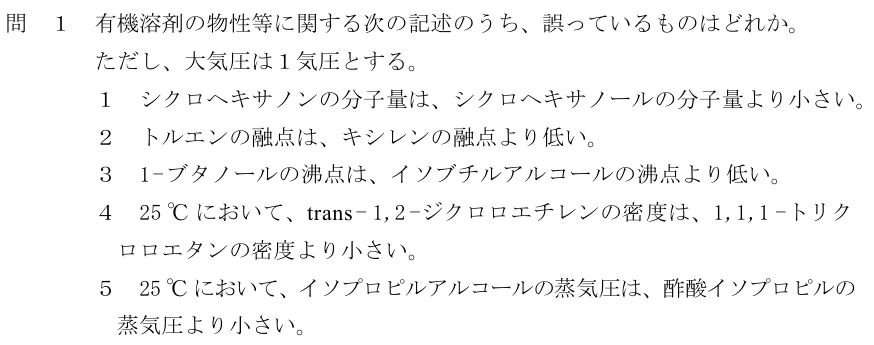 問　１　有機溶剤の物性等に関する次の記述のうち、誤っているものはどれか。
ただし、大気圧は１気圧とする。
１　シクロヘキサノンの分子量は、シクロヘキサノールの分子量より小さい。
２　トルエンの融点は、キシレンの融点より低い。
３　1-ブタノールの沸点は、イソブチルアルコールの沸点より低い。
４　25℃において、trans-1,2-ジクロロエチレンの密度は、1,1,1-トリク
ロロエタンの密度より小さい。
５　25℃において、イソプロピルアルコールの蒸気圧は、酢酸イソプロピルの
蒸気圧より小さい。